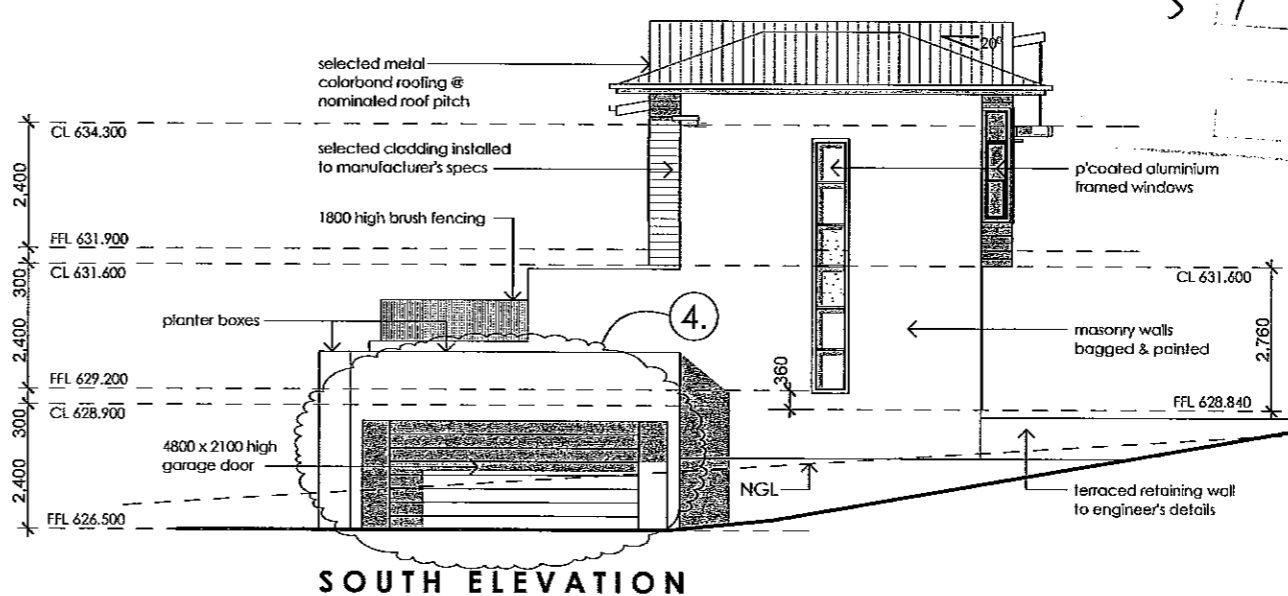 selected metal
colorbond roofing @
nominated roof pitch
20°
CL 634.300
2,400
selected cladding installed
to manufacturer's specs
p'coated aluminium
framed windows
1800 high brush fencing
FFL 631.900
300
CL 631.600
CL 631.600
planter boxes
4.
2,400
masonry walls
bagged & painted
2,760
FFL 629.200
360
300
CL 628.900
FFL 628.840
4800 x 2100 high
garage door
2,400
NGL
terraced retaining wall
to engineer's details
FFL 626.500
SOUTH ELEVATION